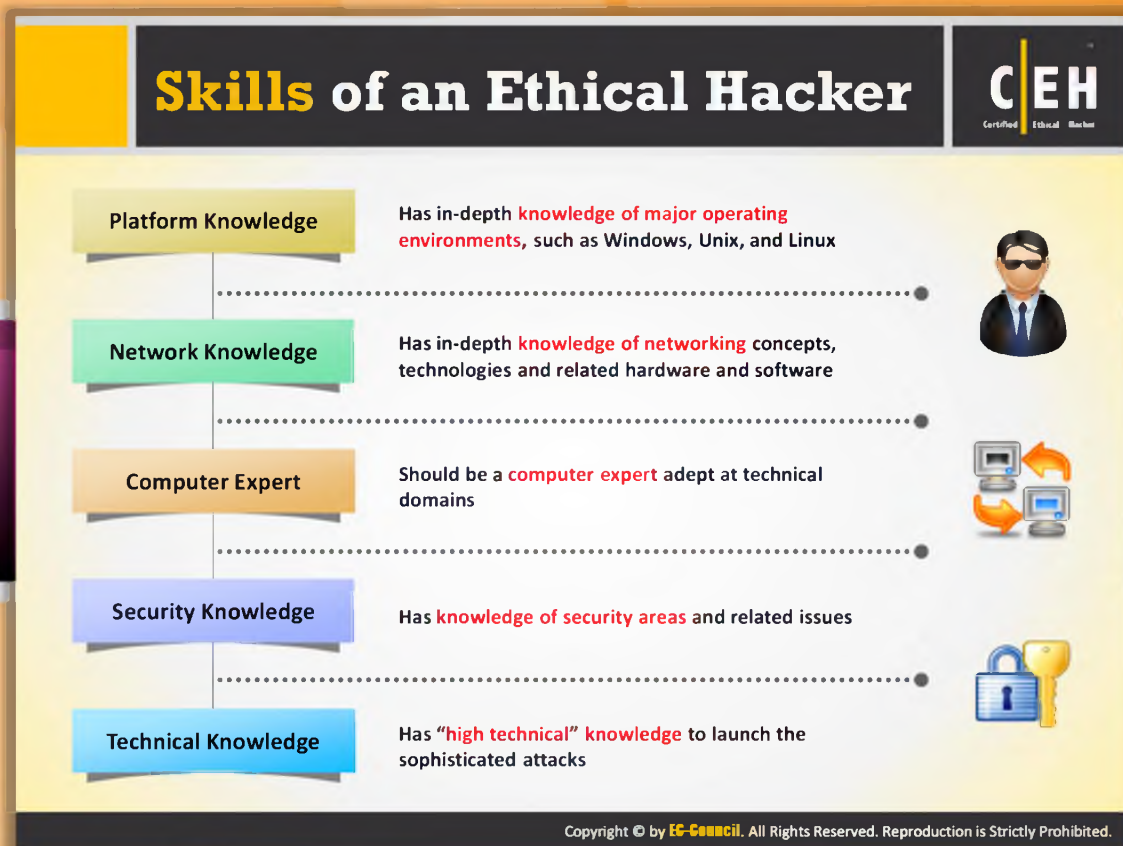 Skills of an Ethical Hacker
C EH
Certified Ethical Hacker
Platform Knowledge
Has in-depth knowledge of major operating
environments, such as Windows, Unix, and Linux
Network Knowledge
Has in-depth knowledge of networking concepts,
technologies and related hardware and software
Computer Expert
Should be a computer expert adept at technical
domains
Security Knowledge
Has knowledge of security areas and related issues
Technical Knowledge
Has “high technical” knowledge to launch the
sophisticated attacks
Copyright © by EC-Council. All Rights Reserved. Reproduction is Strictly Prohibited.